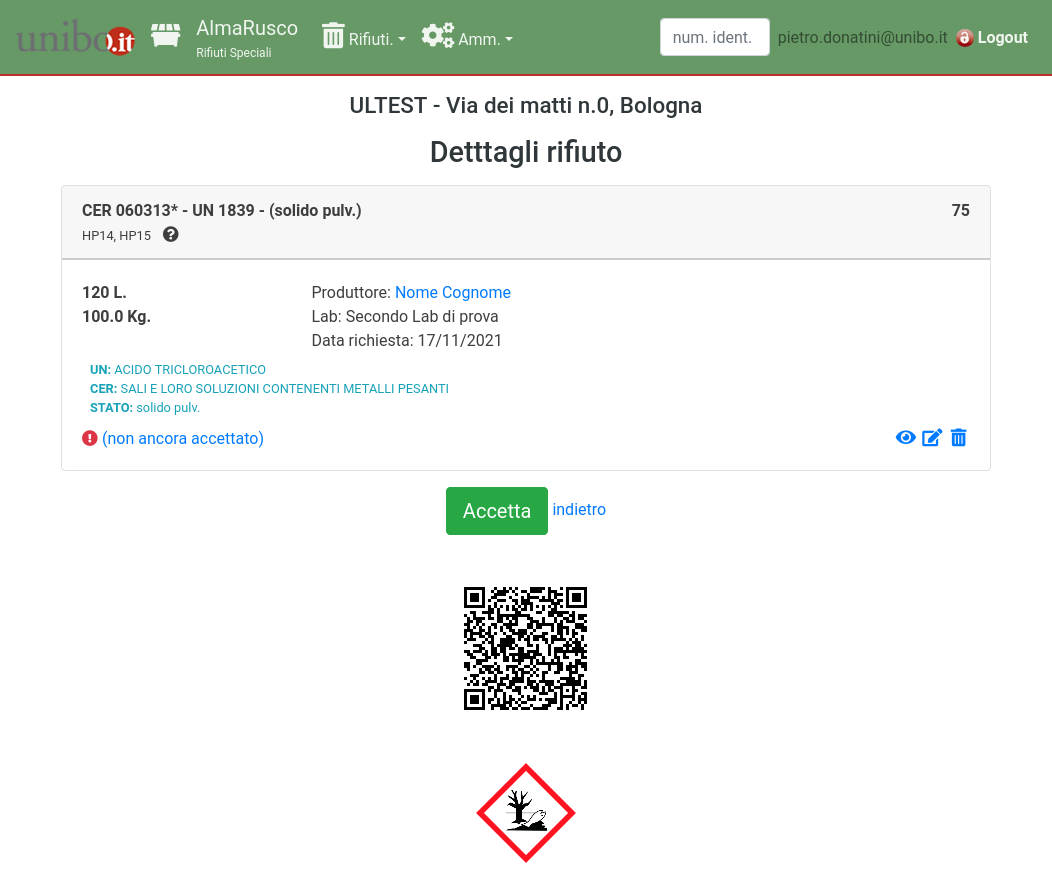 unibo.it
AlmaRusco
Rifiuti Speciali
Rifiuti.
Amm.
num. ident.
pietro.donatini@unibo.it
Logout
ULTEST - Via dei matti n.0, Bologna
Detttagli rifiuto
CER 060313* - UN 1839 - (solido pulv.)
75
HP14, HP15
120 L.
100.0 Kg.
Produttore: Nome Cognome
Lab: Secondo Lab di prova
Data richiesta: 17/11/2021
UN: ACIDO TRICLOROACETICO
CER: SALI E LORO SOLUZIONI CONTENENTI METALLI PESANTI
STATO: solido pulv.
(non ancora accettato)
Accetta indietro